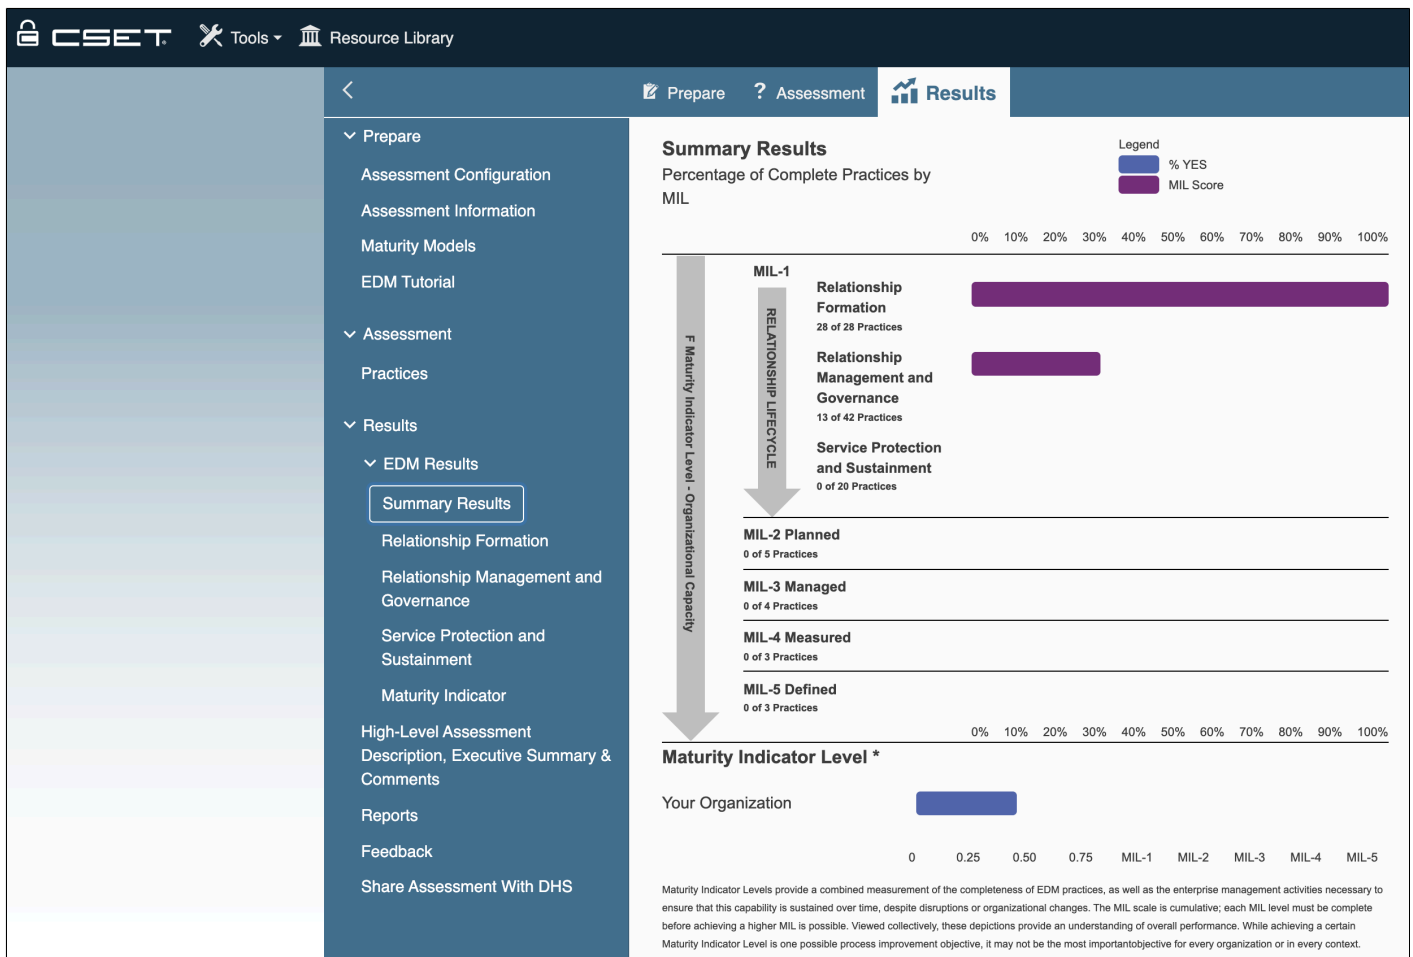 CSET
Tools
Resource Library
Prepare
? Assessment
Results
Prepare
Assessment Configuration
Assessment Information
Maturity Models
EDM Tutorial
Assessment
Practices
Results
EDM Results
Summary Results
Relationship Formation
Relationship Management and
Governance
Service Protection and
Sustainment
Maturity Indicator
High-Level Assessment
Description, Executive Summary &
Comments
Reports
Feedback
Share Assessment With DHS
Summary Results
Percentage of Complete Practices by
MIL
Legend
% YES
MIL Score
0% 10% 20% 30% 40% 50% 60% 70% 80% 90% 100%
F Maturity Indicator Level - Organizational Capacity
MIL-1
RELATIONSHIP LIFECYCLE
Relationship
Formation
28 of 28 Practices
Relationship
Management and
Governance
13 of 42 Practices
Service Protection
and Sustainment
0 of 20 Practices
MIL-2 Planned
0 of 5 Practices
MIL-3 Managed
0 of 4 Practices
MIL-4 Measured
0 of 3 Practices
MIL-5 Defined
0 of 3 Practices
0% 10% 20% 30% 40% 50% 60% 70% 80% 90% 100%
Maturity Indicator Level *
Your Organization
0 0.25 0.50 0.75 MIL-1 MIL-2 MIL-3 MIL-4 MIL-5
Maturity Indicator Levels provide a combined measurement of the completeness of EDM practices, as well as the enterprise management activities necessary to
ensure that this capability is sustained over time, despite disruptions or organizational changes. The MIL scale is cumulative; each MIL level must be complete
before achieving a higher MIL is possible. Viewed collectively, these depictions provide an understanding of overall performance. While achieving a certain
Maturity Indicator Level is one possible process improvement objective, it may not be the most importantobjective for every organization or in every context.